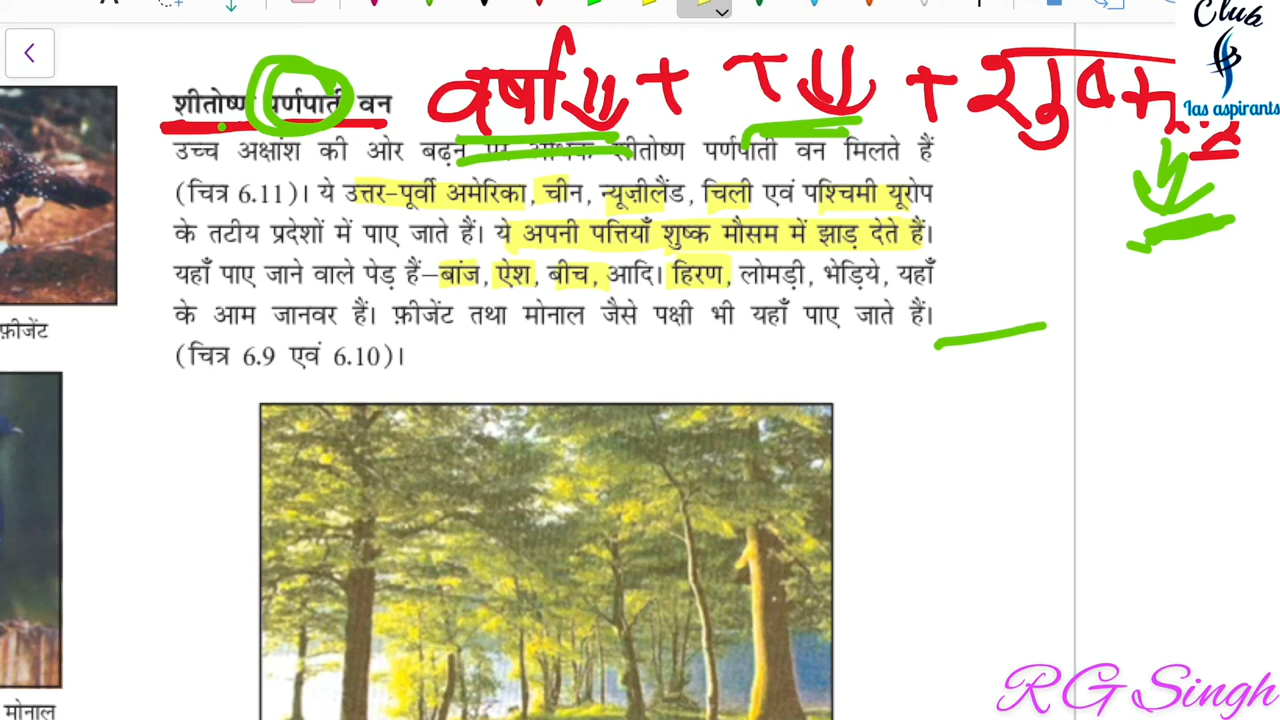 Club
Ias aspirants
वर्षा + + शुष्क
शीतोष्ण पर्णपाती वन
उच्च अक्षांश की ओर बढ़ने पर अधिक शीतोष्ण पर्णपाती वन मिलते हैं
(चित्र 6.11)। ये उत्तर-पूर्वी अमेरिका, चीन, न्यूज़ीलैंड, चिली एवं पश्चिमी यूरोप
के तटीय प्रदेशों में पाए जाते हैं। ये अपनी पत्तियाँ शुष्क मौसम में झाड़ देते हैं।
यहाँ पाए जाने वाले पेड़ हैं–बांज, ऐश, बीच, आदि। हिरण, लोमड़ी, भेड़िये, यहाँ
के आम जानवर हैं। फ़ीजेंट तथा मोनाल जैसे पक्षी भी यहाँ पाए जाते हैं।
(चित्र 6.9 एवं 6.10)।
फ़ीजेंट
मोनाल
RG Singh